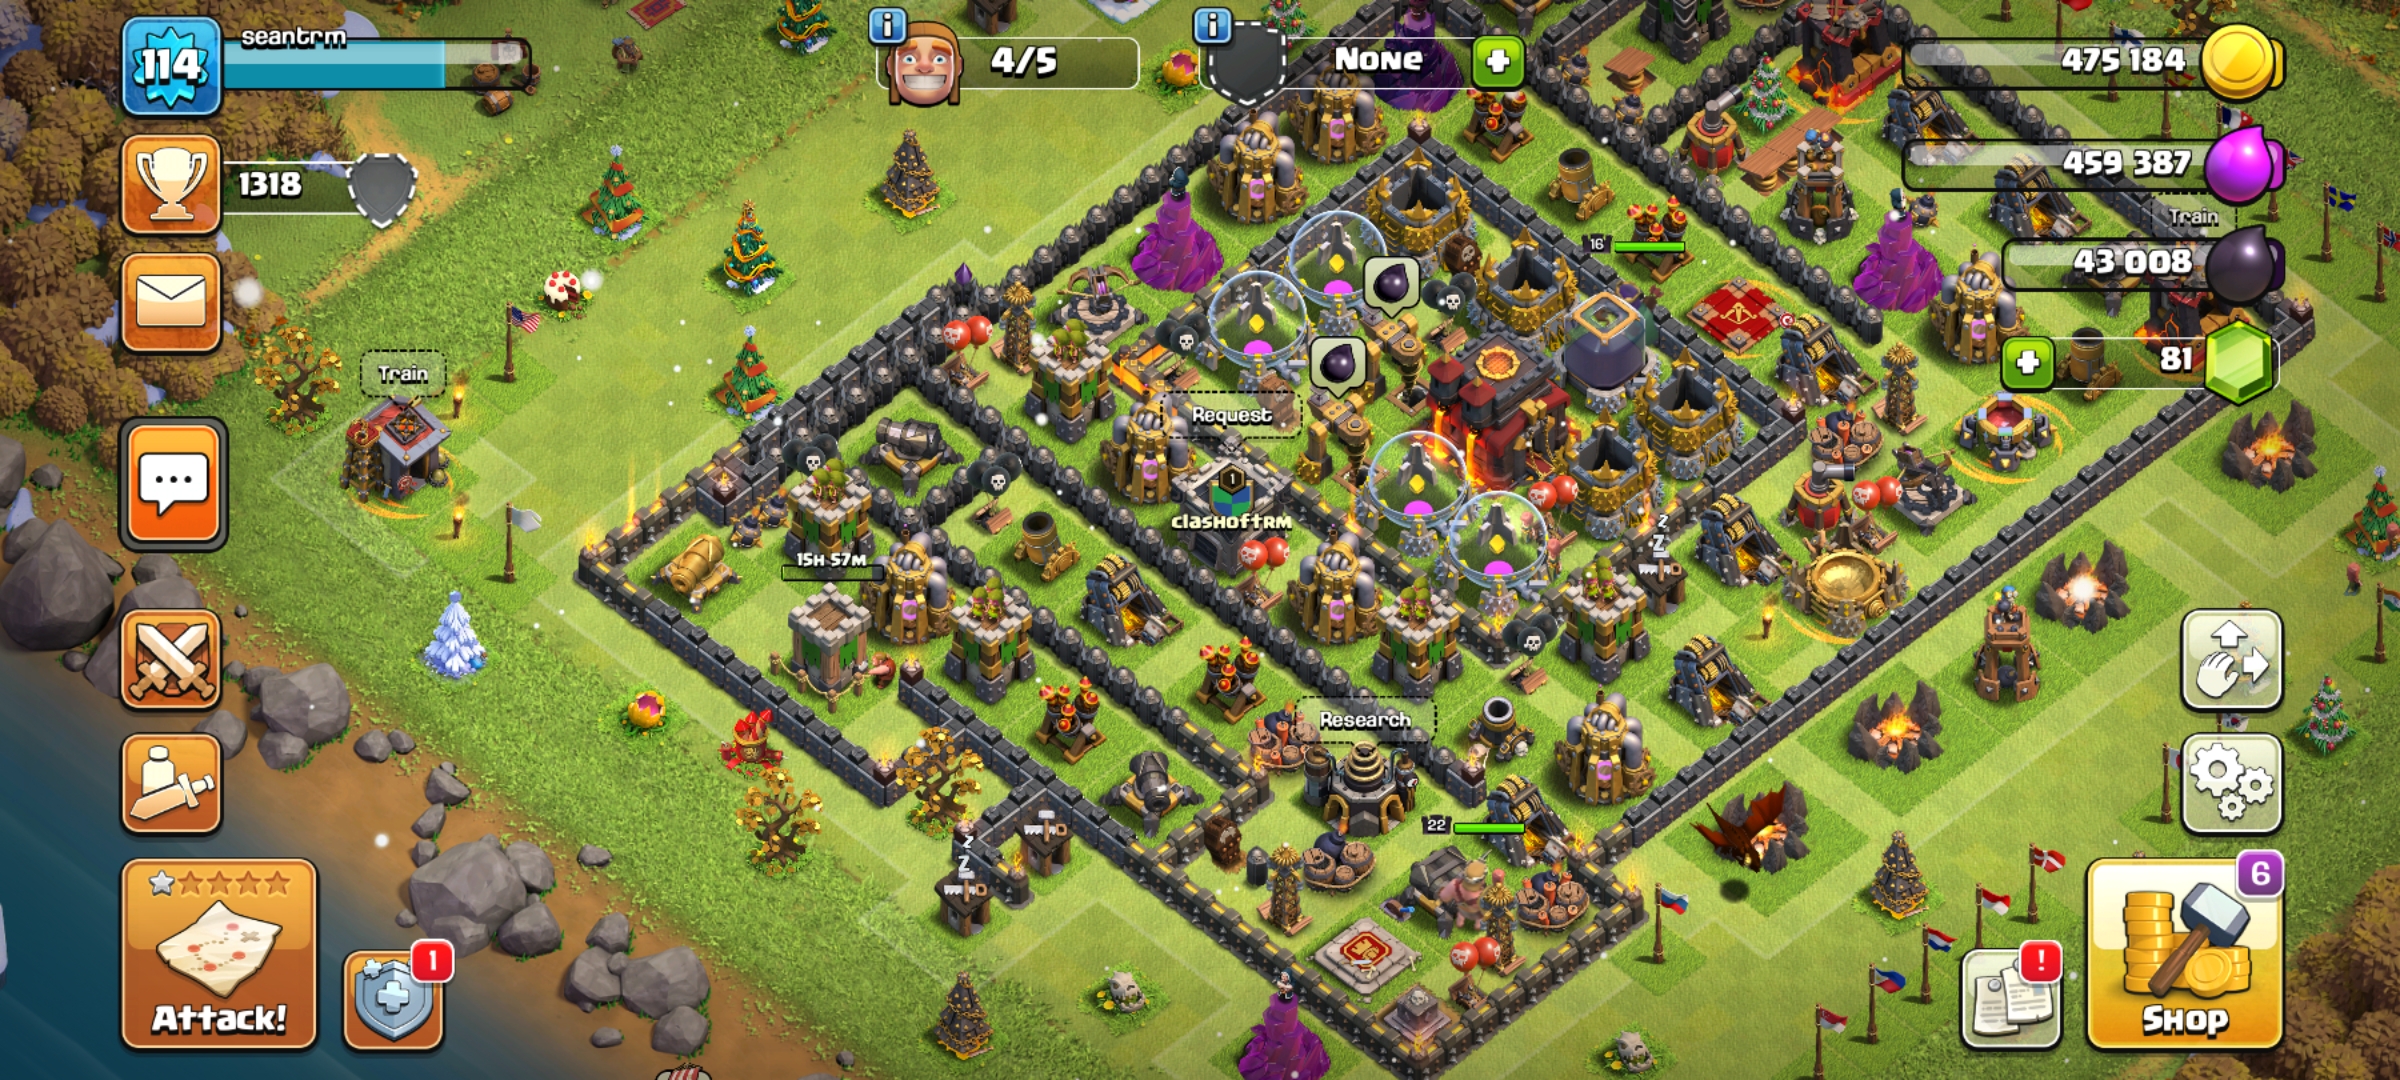 114
seantrm
4/5
None
475 184
1318
459 387
Train
43 008
16
81
Train
Request
1
clashoftrm
15H 57M
Z
Z
Research
22
Z
Z
6
1
!
Attack!
Shop